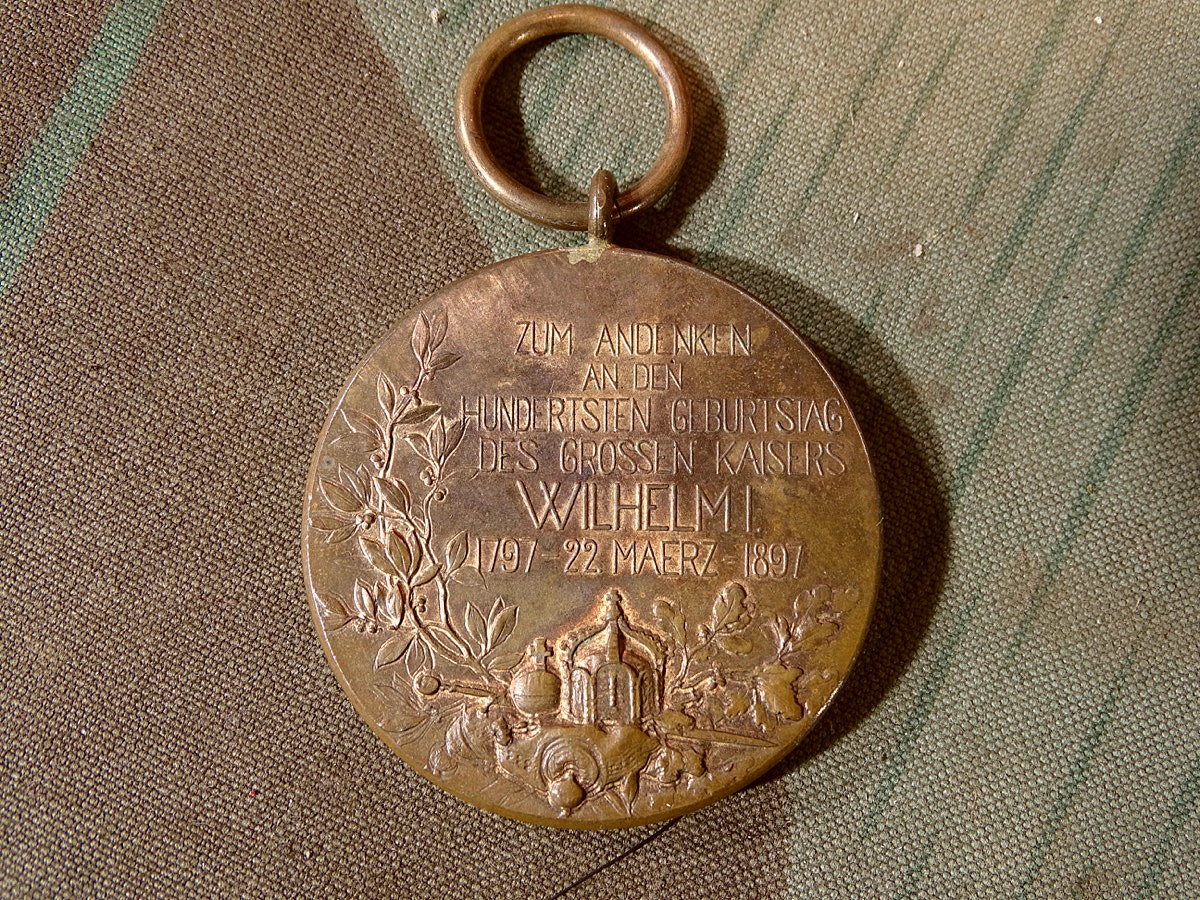 ZUM ANDENKEN
AN DEN
HUNDERTSTEN GEBURTSTAG
DES GROSSEN KAISERS
WILHELM I.
1797-22 MAERZ-1897